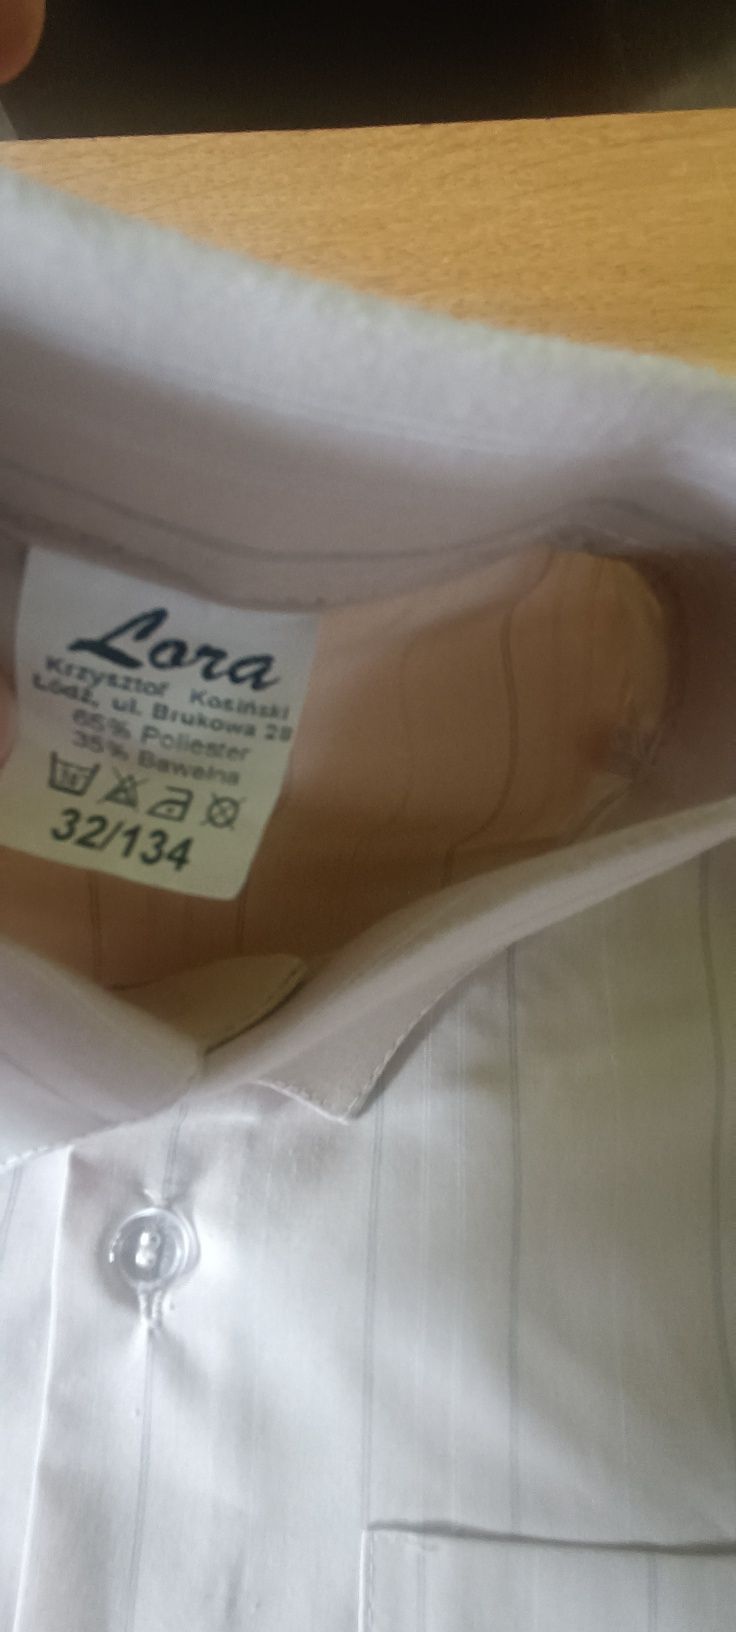 Lora
Krzysztof Kosiński
Łódź, ul. Brukowa 28
65% Poliester
35% Bawełna
32/134